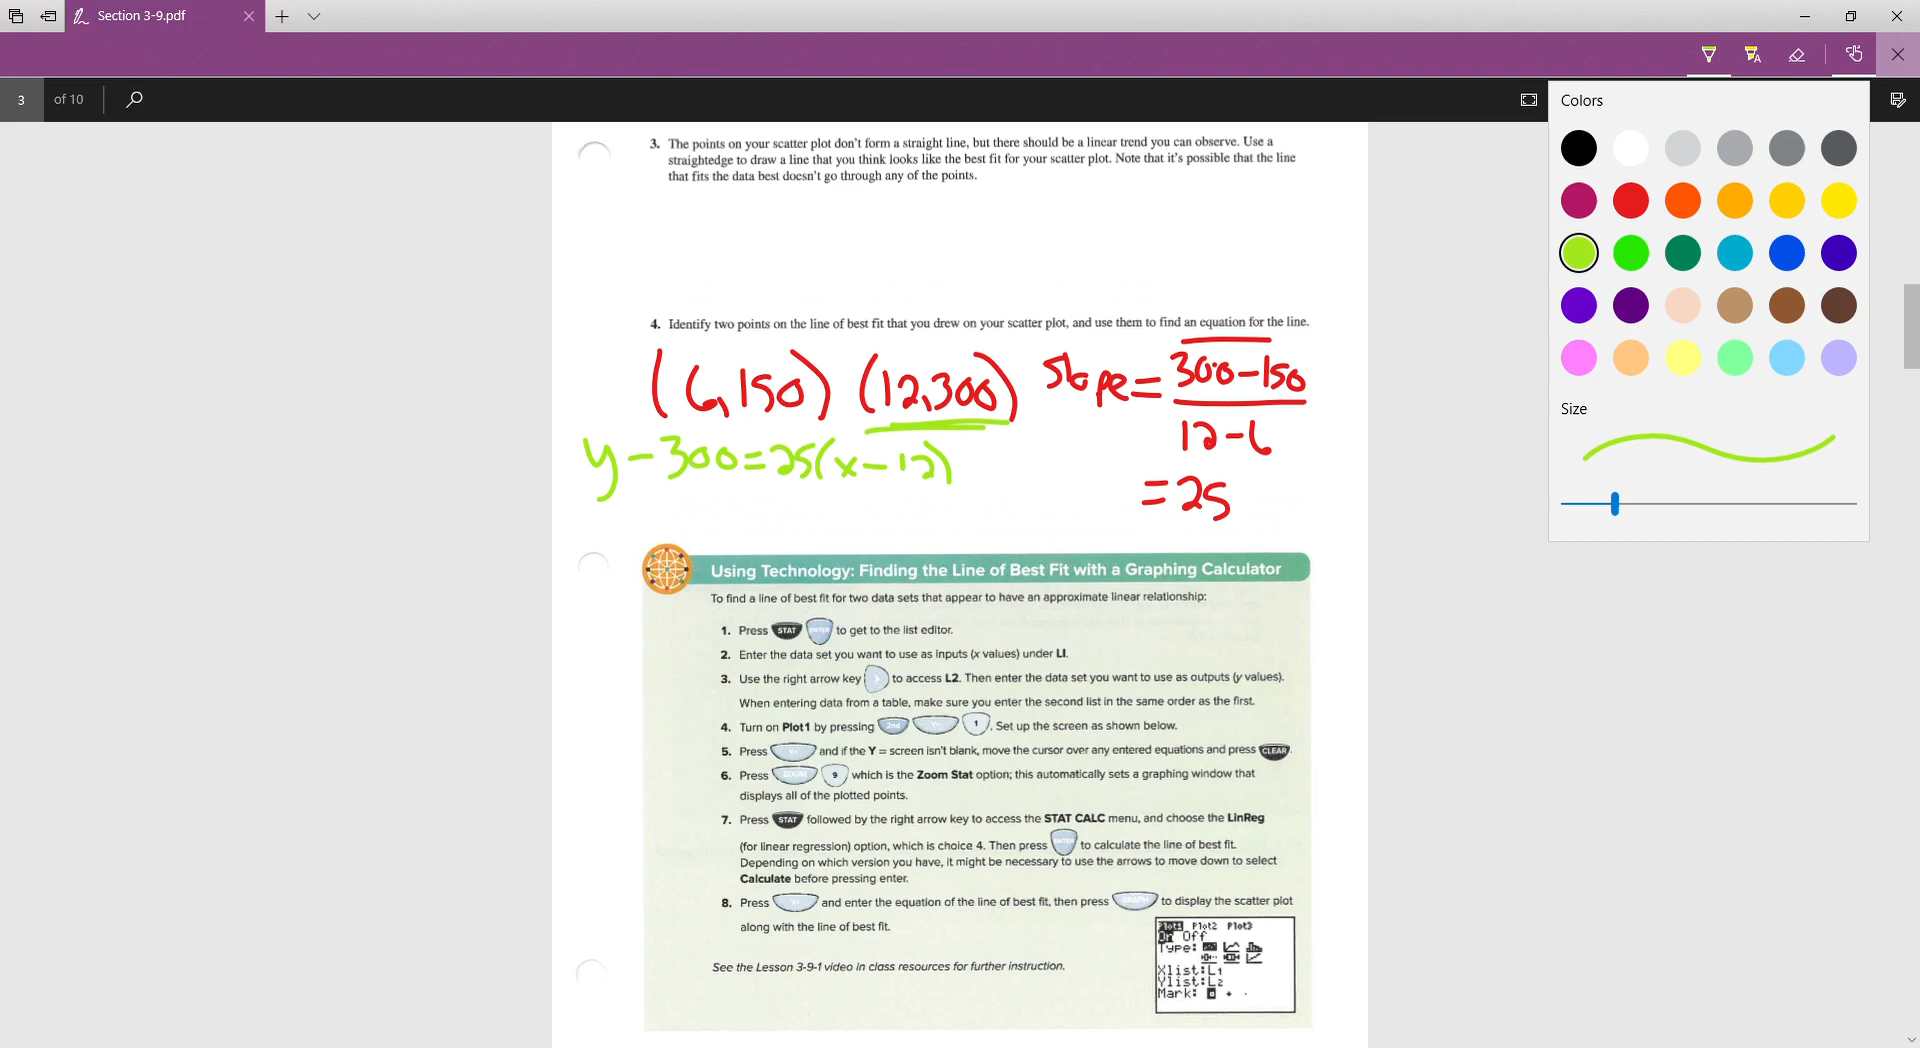 Section 3-9.pdf
3 of 10
Colors
Size
3. The points on your scatter plot don't form a straight line, but there should be a linear trend you can observe. Use a
straightedge to draw a line that you think looks like the best fit for your scatter plot. Note that it's possible that the line
that fits the data best doesn't go through any of the points.
4. Identify two points on the line of best fit that you drew on your scatter plot, and use them to find an equation for the line.
(6,150) (12,300) slope = 300-150
12-6
y-300=25(x-12)
=25
Using Technology: Finding the Line of Best Fit with a Graphing Calculator
To find a line of best fit for two data sets that appear to have an approximate linear relationship:
1. Press STAT ENTER to get to the list editor.
2. Enter the data set you want to use as inputs (x values) under L1.
3. Use the right arrow key > to access L2. Then enter the data set you want to use as outputs (y values).
When entering data from a table, make sure you enter the second list in the same order as the first.
4. Turn on Plot1 by pressing 2nd Y= 1. Set up the screen as shown below.
5. Press Y= and if the Y = screen isn't blank, move the cursor over any entered equations and press CLEAR.
6. Press ZOOM 9 which is the Zoom Stat option; this automatically sets a graphing window that
displays all of the plotted points.
7. Press STAT followed by the right arrow key to access the STAT CALC menu, and choose the LinReg
(for linear regression) option, which is choice 4. Then press ENTER to calculate the line of best fit.
Depending on which version you have, it might be necessary to use the arrows to move down to select
Calculate before pressing enter.
8. Press Y= and enter the equation of the line of best fit, then press GRAPH to display the scatter plot
along with the line of best fit.
See the Lesson 3-9-1 video in class resources for further instruction.
Plot1 Plot2 Plot3
On Off
Type:
Xlist:L1
Ylist:L2
Mark: